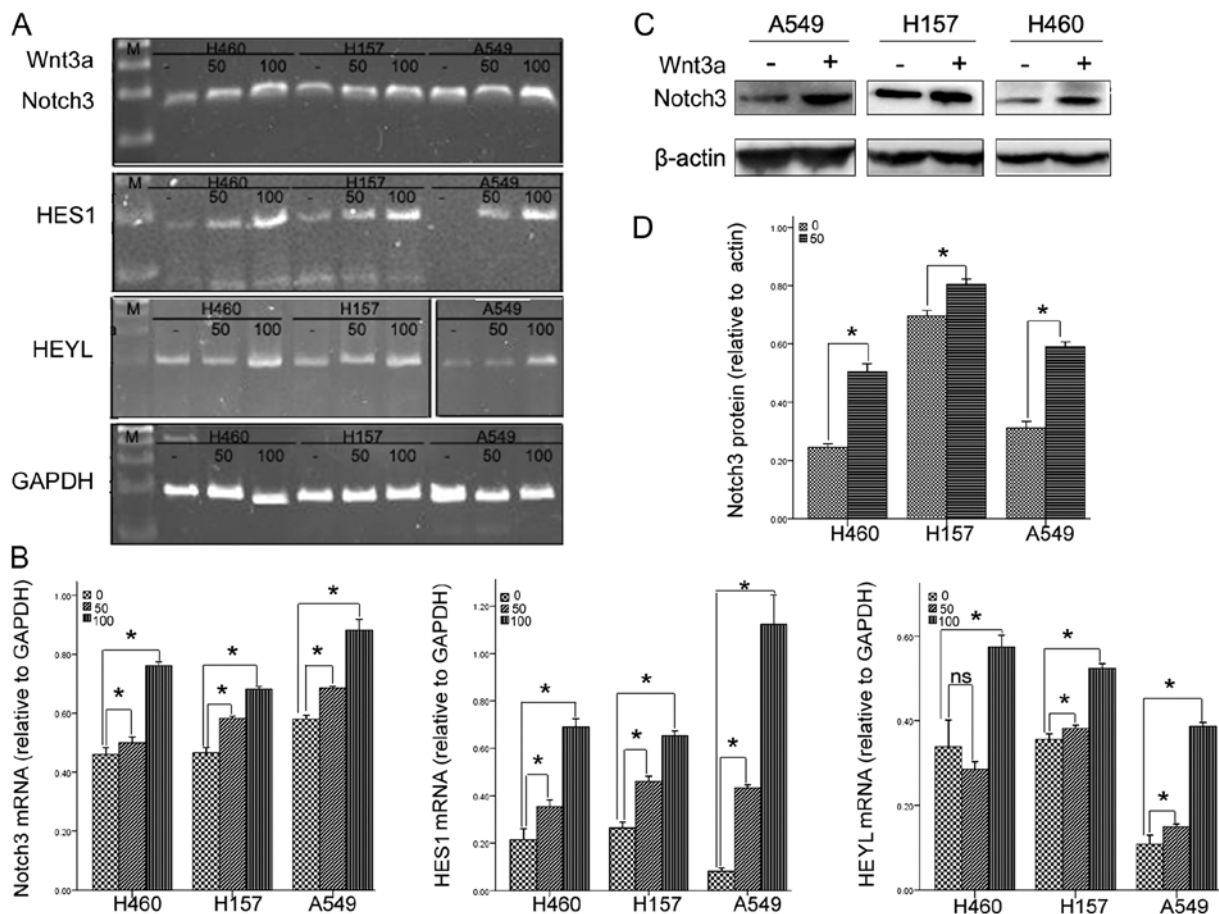 A
M H460 H157 A549
Wnt3a - 50 100 - 50 100 - 50 100
Notch3
M H460 H157 A549
- 50 100 - 50 100 - 50 100
HES1
M H460 H157 A549
- 50 100 - 50 100 - 50 100
HEYL
M H460 H157 A549
- 50 100 - 50 100 - 50 100
GAPDH
B
Notch3 mRNA (relative to GAPDH)
1.00
0.80
0.60
0.40
0.20
0.00
0
50
100
* * * * * *
H460 H157 A549
HES1 mRNA (relative to GAPDH)
1.20
1.00
0.80
0.60
0.40
0.20
0.00
0
50
100
* * * * * *
H460 H157 A549
HEYL mRNA (relative to GAPDH)
0.60
0.40
0.20
0.00
0
50
100
* ns * * * *
H460 H157 A549
C
A549 H157 H460
Wnt3a - + - + - +
Notch3
β-actin
D
Notch3 protein (relative to actin)
1.00
0.80
0.60
0.40
0.20
0.00
0
50
* * *
H460 H157 A549